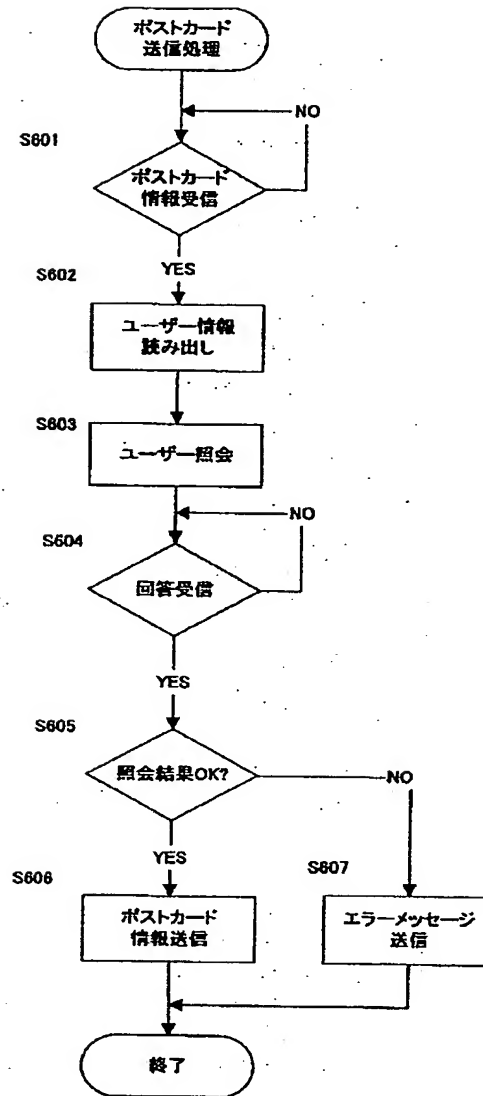 ポストカード
送信処理
NO
S601
ポストカード
情報受信
YES
S602
ユーザー情報
読み出し
S603
ユーザー照会
NO
S604
回答受信
YES
S605
照会結果OK?
NO
YES
S606
ポストカード
情報送信
S607
エラーメッセージ
送信
終了